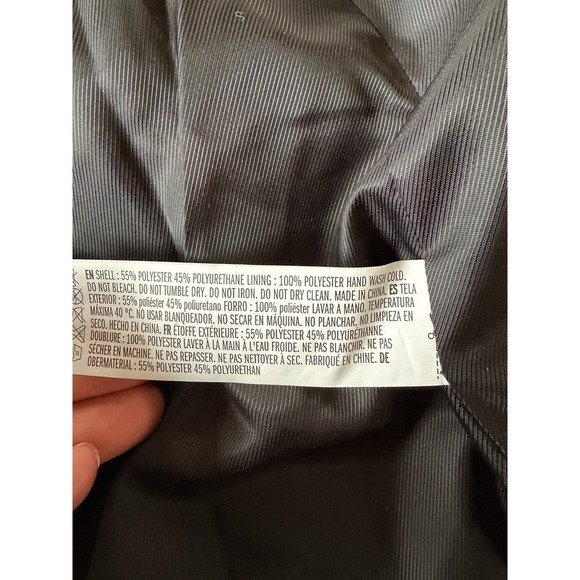 EN SHELL : 55% POLYESTER 45% POLYURETHANE LINING : 100% POLYESTER HAND WASH COLD.
DO NOT BLEACH. DO NOT TUMBLE DRY. DO NOT IRON. DO NOT DRY CLEAN. MADE IN CHINA. ES TELA
EXTERIOR : 55% poliéster 45% poliuretano FORRO : 100% poliéster LAVAR A MANO. TEMPERATURA
MÁXIMA 40 °C. NO USAR BLANQUEADOR. NO SECAR EN MÁQUINA. NO PLANCHAR. NO LIMPIEZA EN
SECO. HECHO EN CHINA. FR ÉTOFFE EXTÉRIEURE : 55% POLYESTER 45% POLYURÉTHANNE
DOUBLURE : 100% POLYESTER LAVER À LA MAIN À L'EAU FROIDE. NE PAS BLANCHIR. NE PAS
SÉCHER EN MACHINE. NE PAS REPASSER. NE PAS NETTOYER À SEC. FABRIQUÉ EN CHINE. DE
OBERMATERIAL : 55% POLYESTER 45% POLYURETHAN